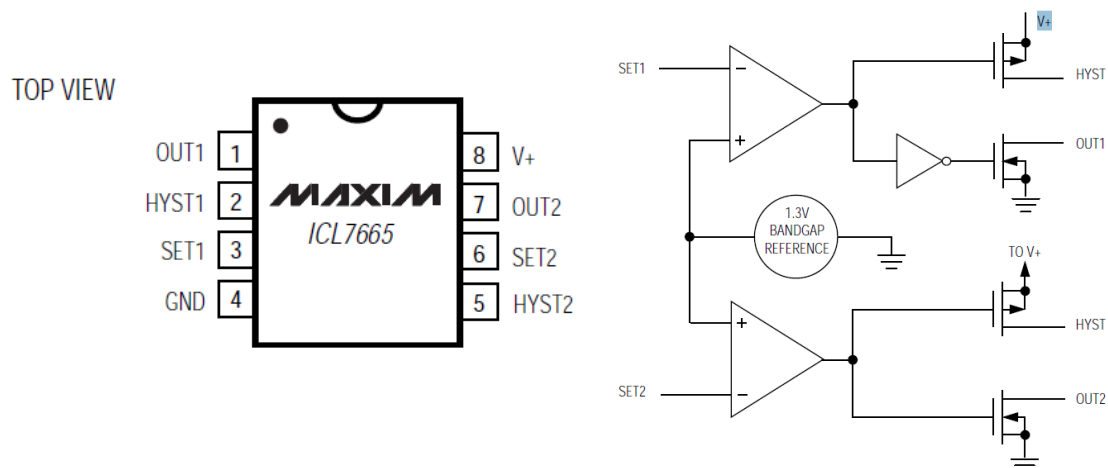 TOP VIEW
OUT1 1
HYST1 2
SET1 3
GND 4
MAXIM
ICL7665
8 V+
7 OUT2
6 SET2
5 HYST2
V+
SET1
−
+
HYST
OUT1
1.3V
BANDGAP
REFERENCE
TO V+
+
HYST
SET2
−
OUT2